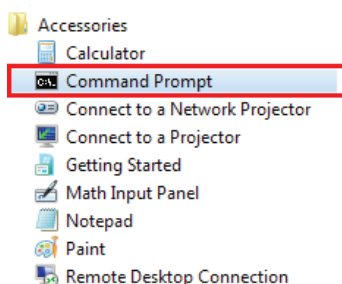 Accessories
Calculator
Command Prompt
Connect to a Network Projector
Connect to a Projector
Getting Started
Math Input Panel
Notepad
Paint
Remote Desktop Connection